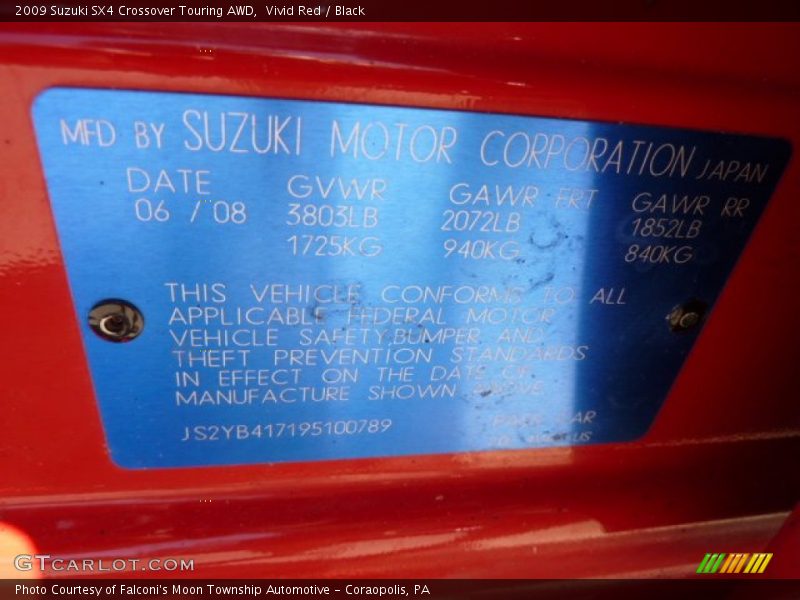 2009 Suzuki SX4 Crossover Touring AWD,  Vivid Red / Black
MFD BY SUZUKI MOTOR CORPORATION JAPAN
DATE GVWR GAWR FRT GAWR RR
06 / 08 3803LB 2072LB 1852LB
1725KG 940KG 840KG
THIS VEHICLE CONFORMS TO ALL
APPLICABLE FEDERAL MOTOR
VEHICLE SAFETY,BUMPER AND
THEFT PREVENTION STANDARDS
IN EFFECT ON THE DATE OF
MANUFACTURE SHOWN ABOVE
JS2YB417195100789 PASS CAR
GTCARLOT.COM
Photo Courtesy of Falconi's Moon Township Automotive - Coraopolis, PA